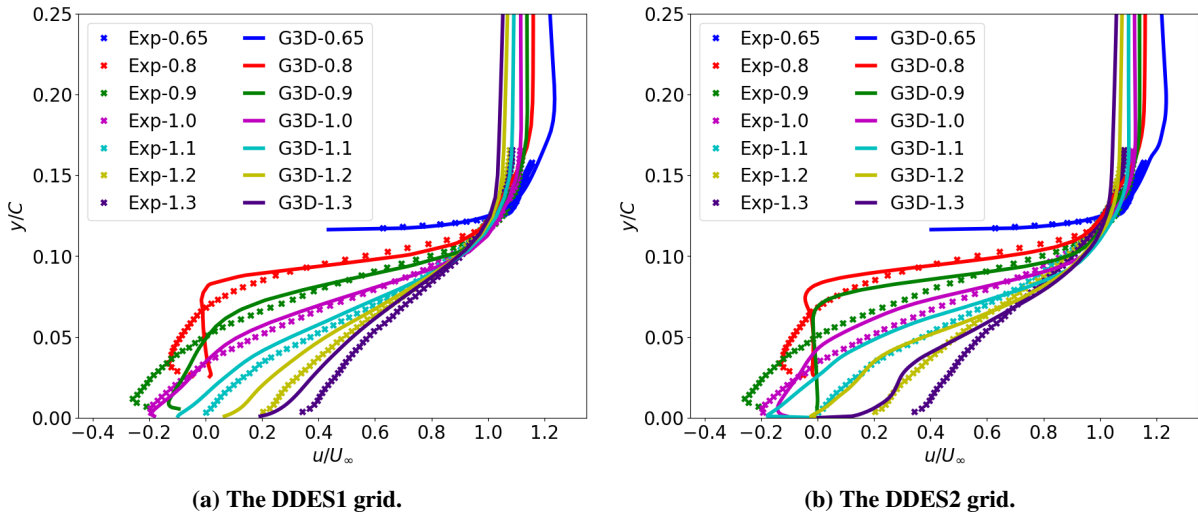 0.25
0.20
0.15
0.10
0.05
0.00
y/C
Exp-0.65 G3D-0.65
Exp-0.8 G3D-0.8
Exp-0.9 G3D-0.9
Exp-1.0 G3D-1.0
Exp-1.1 G3D-1.1
Exp-1.2 G3D-1.2
Exp-1.3 G3D-1.3
−0.4 −0.2 0.0 0.2 0.4 0.6 0.8 1.0 1.2
u/U∞
(a) The DDES1 grid.
0.25
0.20
0.15
0.10
0.05
0.00
y/C
Exp-0.65 G3D-0.65
Exp-0.8 G3D-0.8
Exp-0.9 G3D-0.9
Exp-1.0 G3D-1.0
Exp-1.1 G3D-1.1
Exp-1.2 G3D-1.2
Exp-1.3 G3D-1.3
−0.4 −0.2 0.0 0.2 0.4 0.6 0.8 1.0 1.2
u/U∞
(b) The DDES2 grid.